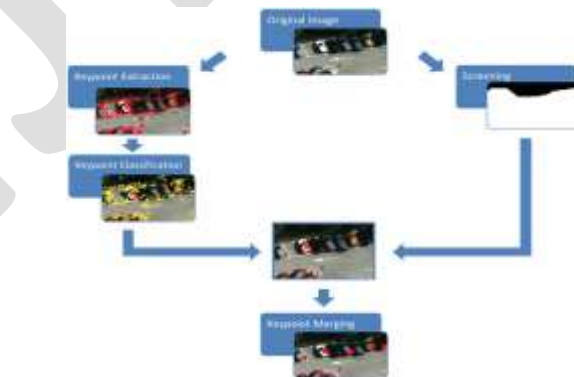 Original Image
Keypoint Extraction
Screening
Keypoint Classification
Keypoint Merging